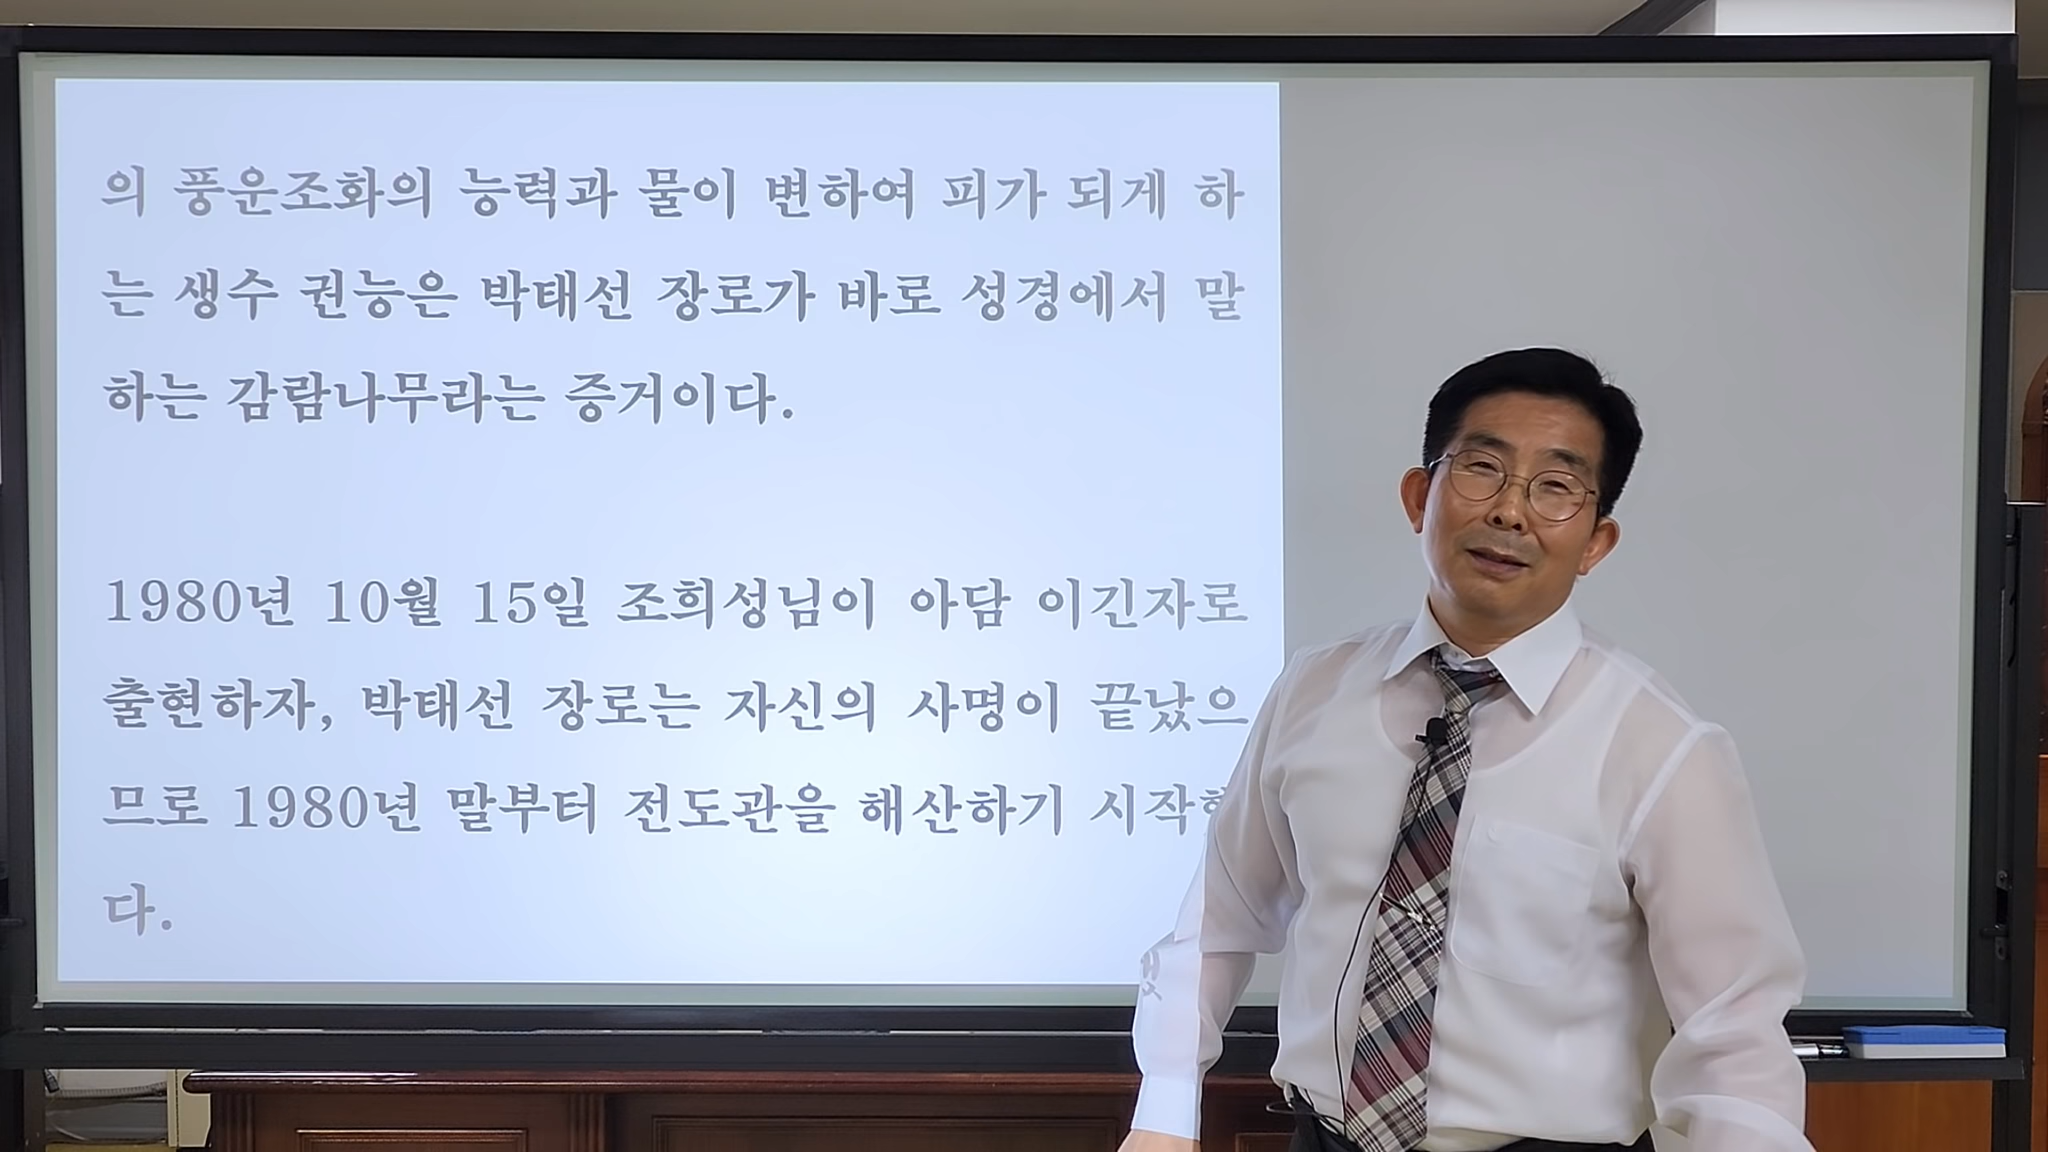 의 풍운조화의 능력과 물이 변하여 피가 되게 하
는 생수 권능은 박태선 장로가 바로 성경에서 말
하는 감람나무라는 증거이다.
1980년 10월 15일 조희성님이 아담 이긴자로
출현하자, 박태선 장로는 자신의 사명이 끝났으
므로 1980년 말부터 전도관을 해산하기 시작했
다.